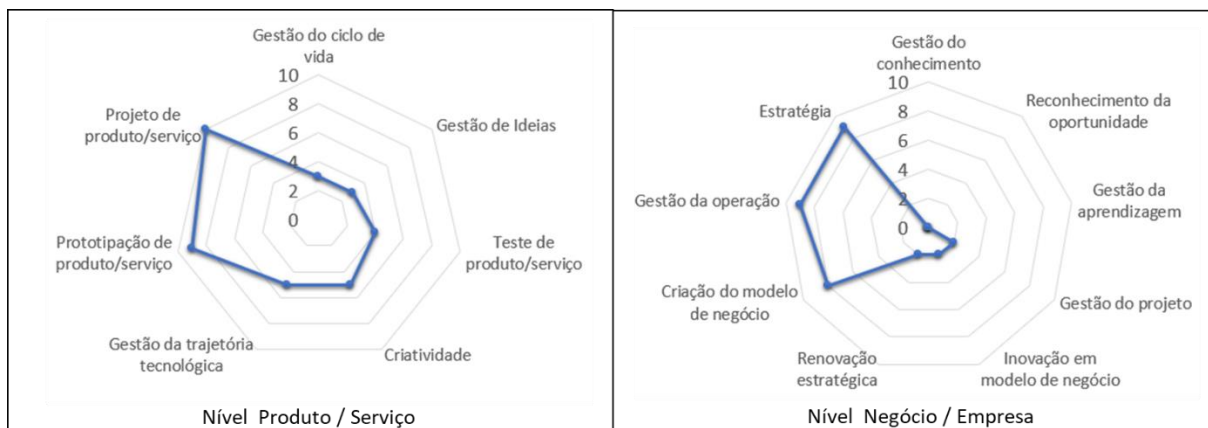 Gestão do ciclo de
vida
10
8
6
4
2
0
Gestão de Ideias
Teste de
produto/serviço
Criatividade
Gestão da trajetória
tecnológica
Prototipação de
produto/serviço
Projeto de
produto/serviço
Nível Produto / Serviço
Gestão do
conhecimento
10
8
6
4
2
0
Reconhecimento da
oportunidade
Gestão da
aprendizagem
Gestão do projeto
Inovação em
modelo de negócio
Renovação
estratégica
Criação do modelo
de negócio
Gestão da operação
Estratégia
Nível Negócio / Empresa